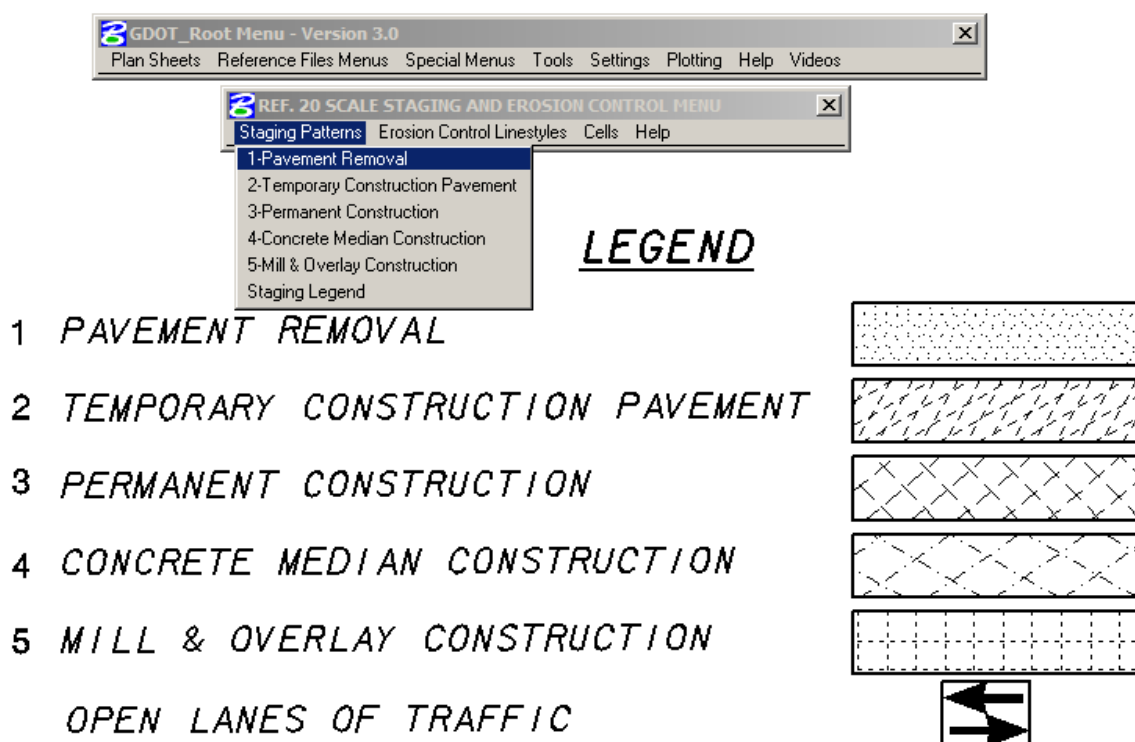 GDOT_Root Menu - Version 3.0
Plan Sheets Reference Files Menus Special Menus Tools Settings Plotting Help Videos
REF. 20 SCALE STAGING AND EROSION CONTROL MENU
Staging Patterns Erosion Control Linestyles Cells Help
1-Pavement Removal
2-Temporary Construction Pavement
3-Permanent Construction
4-Concrete Median Construction
5-Mill & Overlay Construction
Staging Legend
LEGEND
1 PAVEMENT REMOVAL
2 TEMPORARY CONSTRUCTION PAVEMENT
3 PERMANENT CONSTRUCTION
4 CONCRETE MEDIAN CONSTRUCTION
5 MILL & OVERLAY CONSTRUCTION
OPEN LANES OF TRAFFIC